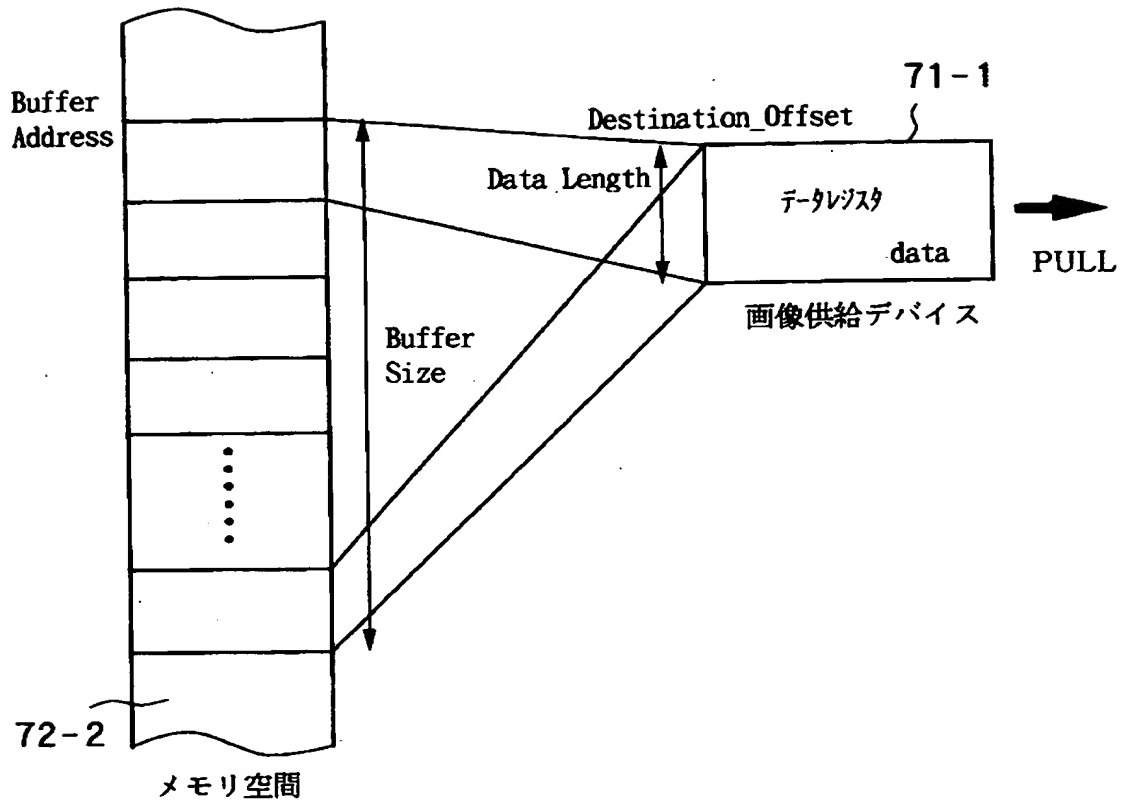 71-1
Buffer
Address
Destination_Offset
Data Length
データレジスタ
data
PULL
画像供給デバイス
Buffer
Size
72-2
メモリ空間